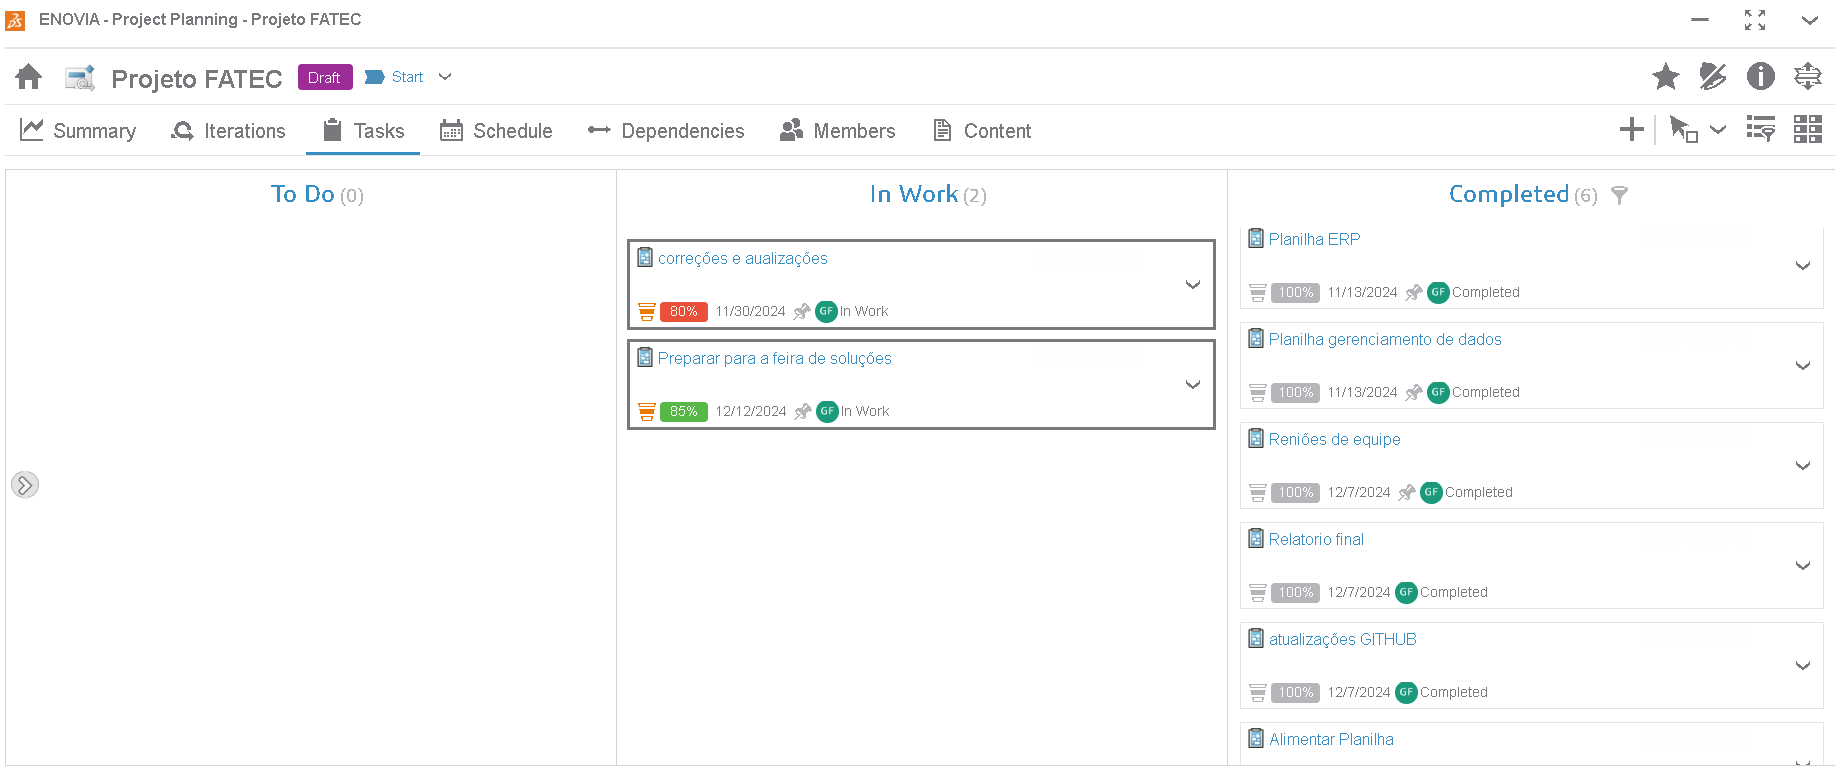 ENOVIA - Project Planning - Projeto FATEC
Projeto FATEC Draft Start
Summary Iterations Tasks Schedule Dependencies Members Content
To Do (0)
In Work (2)
correções e aualizações
80% 11/30/2024 GF In Work
Preparar para a feira de soluções
85% 12/12/2024 GF In Work
Completed (6)
Planilha ERP
100% 11/13/2024 GF Completed
Planilha gerenciamento de dados
100% 11/13/2024 GF Completed
Reniões de equipe
100% 12/7/2024 GF Completed
Relatorio final
100% 12/7/2024 GF Completed
atualizações GITHUB
100% 12/7/2024 GF Completed
Alimentar Planilha